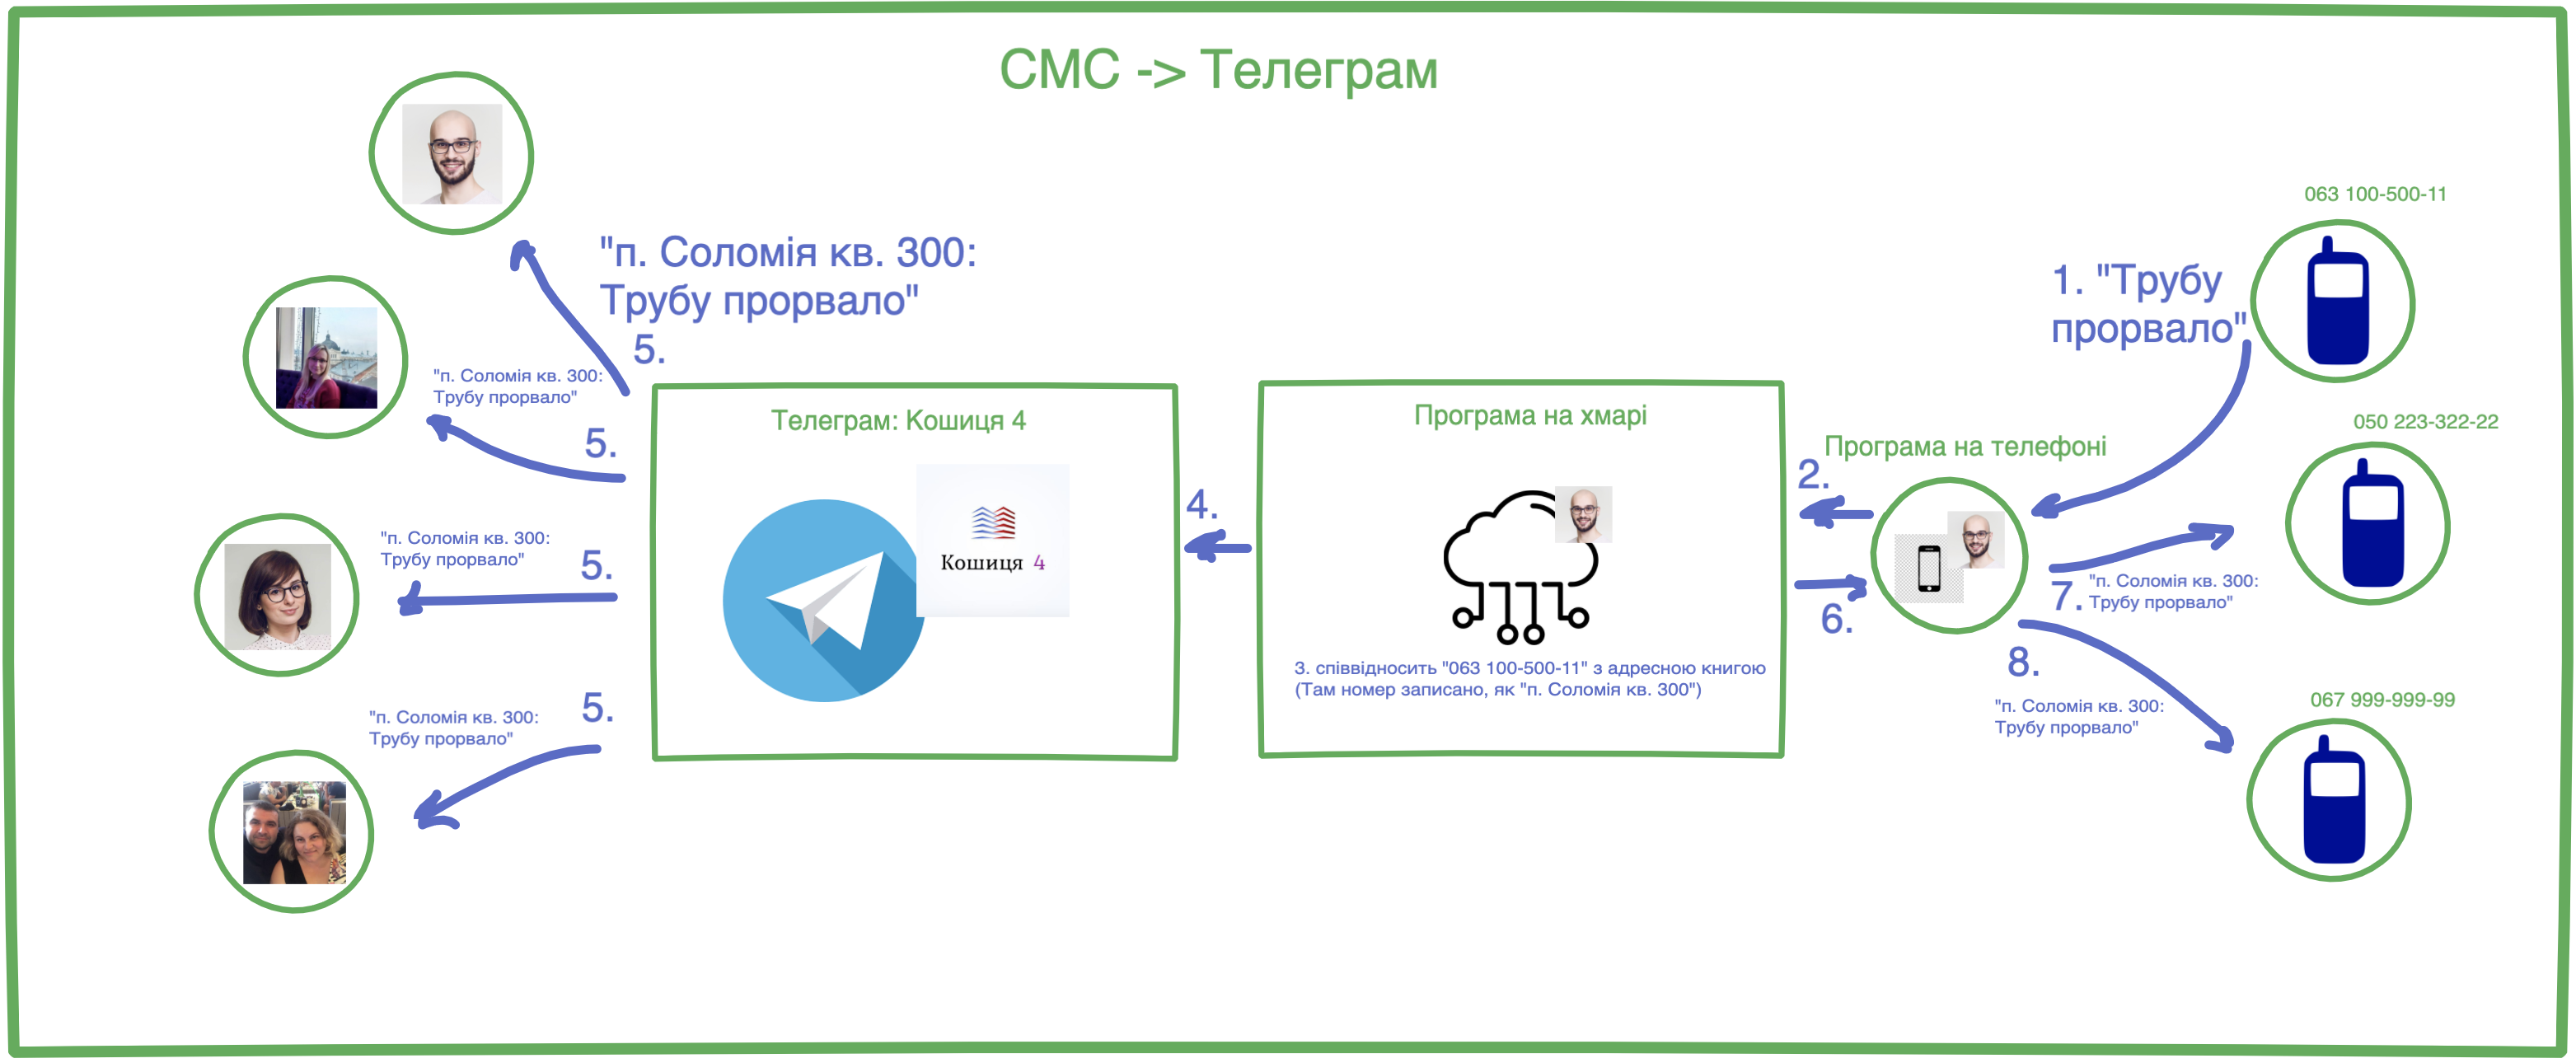 СМС -> Телеграм
"п. Соломія кв. 300:
Трубу прорвало"
5.
"п. Соломія кв. 300:
Трубу прорвало"
5.
"п. Соломія кв. 300:
Трубу прорвало"
5.
"п. Соломія кв. 300:
Трубу прорвало"
5.
Телеграм: Кошиця 4
Кошиця 4
4.
Програма на хмарі
3. співвідносить "063 100-500-11" з адресною книгою
(Там номер записано, як "п. Соломія кв. 300")
Програма на телефоні
2.
6.
063 100-500-11
1. "Трубу
прорвало"
050 223-322-22
7.
"п. Соломія кв. 300:
Трубу прорвало"
8.
"п. Соломія кв. 300:
Трубу прорвало"
067 999-999-99